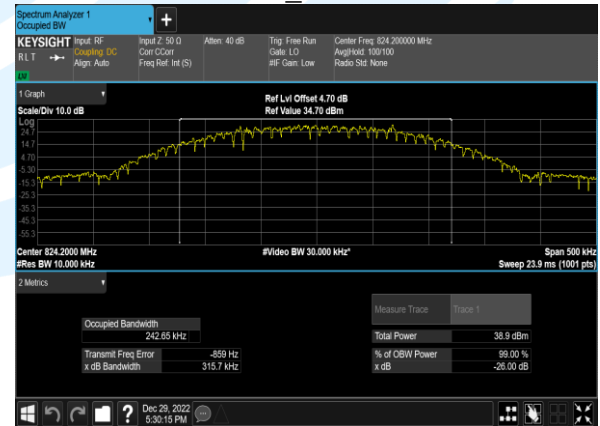 Spectrum Analyzer 1
Occupied BW
KEYSIGHT
Input: RF
Coupling: DC
Align: Auto
Input Z: 50 Ω
Corr CCorr
Freq Ref: Int (S)
Atten: 40 dB
Trig: Free Run
Gate: LO
#IF Gain: Low
Center Freq: 824.200000 MHz
Avg|Hold: 100/100
Radio Std: None
RLT
1 Graph
Scale/Div 10.0 dB
Ref Lvl Offset 4.70 dB
Ref Value 34.70 dBm
Log
24.7
14.7
4.70
-5.30
-15.3
-25.3
-35.3
-45.3
-55.3
Center 824.2000 MHz
#Res BW 10.000 kHz
#Video BW 30.000 kHz*
Span 500 kHz
Sweep 23.9 ms (1001 pts)
2 Metrics
Measure Trace
Trace 1
Occupied Bandwidth
242.65 kHz
Total Power
38.9 dBm
Transmit Freq Error
-859 Hz
% of OBW Power
99.00 %
x dB Bandwidth
315.7 kHz
x dB
-26.00 dB
?
Dec 29, 2022
5:30:15 PM